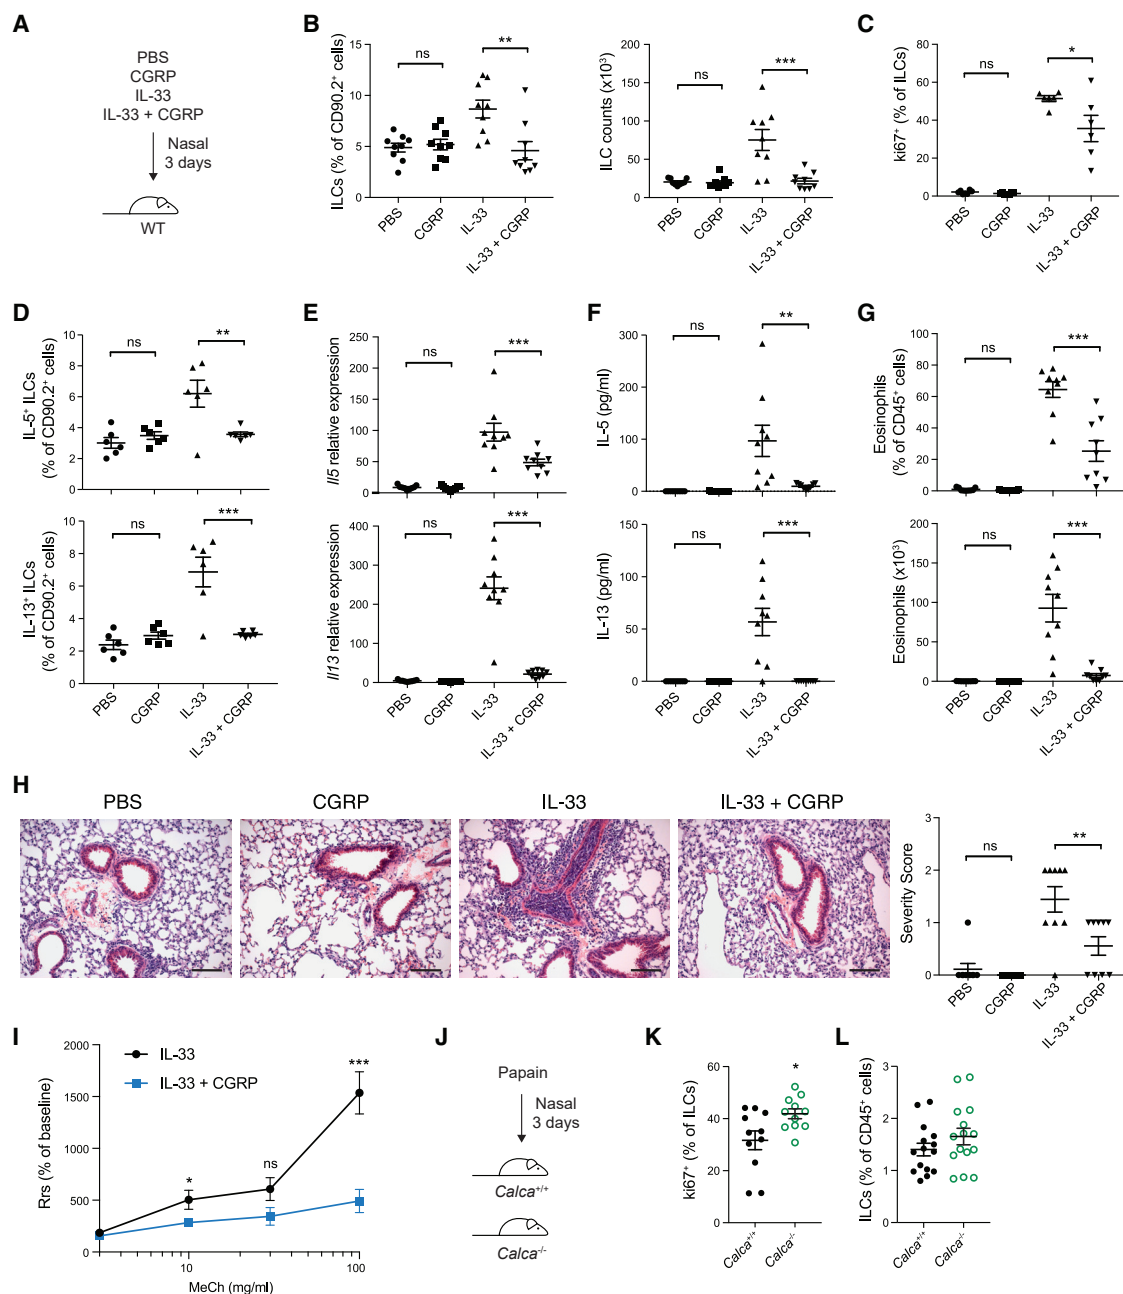 A
PBS
CGRP
IL-33
IL-33 + CGRP
Nasal
3 days
WT
B
ILCs (% of CD90.2⁺ cells)
15
10
5
0
ns
**
PBS
CGRP
IL-33
IL-33 + CGRP
ILC counts (x10³)
200
150
100
50
0
ns
***
PBS
CGRP
IL-33
IL-33 + CGRP
C
ki67⁺ (% of ILCs)
80
60
40
20
0
ns
*
PBS
CGRP
IL-33
IL-33 + CGRP
D
IL-5⁺ ILCs
(% of CD90.2⁺ cells)
10
8
6
4
2
0
ns
**
IL-13⁺ ILCs
(% of CD90.2⁺ cells)
10
8
6
4
2
0
ns
***
PBS
CGRP
IL-33
IL-33 + CGRP
E
Il5 relative expression
250
200
150
100
50
0
ns
***
Il13 relative expression
400
300
200
100
0
ns
***
PBS
CGRP
IL-33
IL-33 + CGRP
F
IL-5 (pg/ml)
300
200
100
0
ns
**
IL-13 (pg/ml)
150
100
50
0
ns
***
PBS
CGRP
IL-33
IL-33 + CGRP
G
Eosinophils
(% of CD45⁺ cells)
100
80
60
40
20
0
ns
***
Eosinophils (x10³)
200
150
100
50
0
ns
***
PBS
CGRP
IL-33
IL-33 + CGRP
H
PBS
CGRP
IL-33
IL-33 + CGRP
Severity Score
3
2
1
0
ns
**
PBS
CGRP
IL-33
IL-33 + CGRP
I
Rrs (% of baseline)
2000
1500
1000
500
0
IL-33
IL-33 + CGRP
*
ns
***
10
100
MeCh (mg/ml)
J
Papain
Nasal
3 days
Calca⁺/⁺
Calca⁻/⁻
K
ki67⁺ (% of ILCs)
60
40
20
0
*
Calca⁺/⁺
Calca⁻/⁻
L
ILCs (% of CD45⁺ cells)
3
2
1
0
Calca⁺/⁺
Calca⁻/⁻